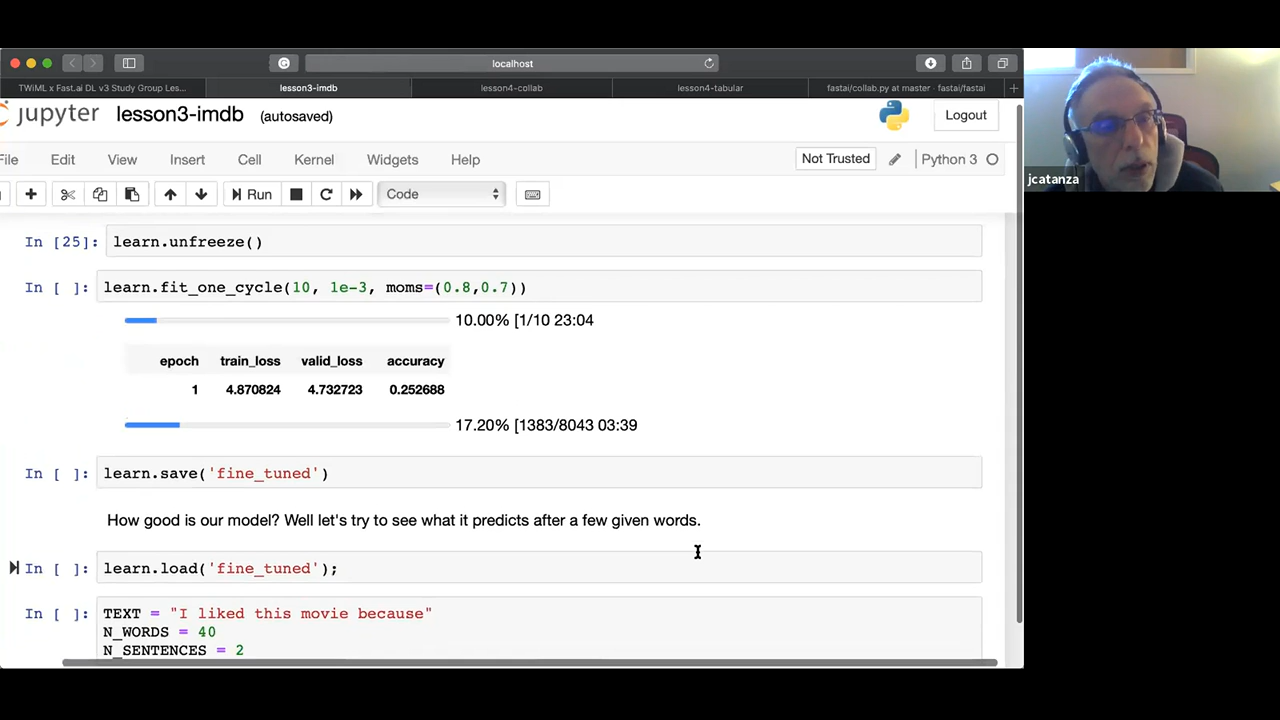 localhost
TWiML x Fast.ai DL v3 Study Group Les...
lesson3-imdb
lesson4-collab
lesson4-tabular
fastai/collab.py at master · fastai/fastai
jupyter lesson3-imdb (autosaved)
Logout
File Edit View Insert Cell Kernel Widgets Help
Not Trusted
Python 3
Run
Code
jcatanza
In [25]: learn.unfreeze()
In [ ]: learn.fit_one_cycle(10, 1e-3, moms=(0.8,0.7))
10.00% [1/10 23:04
epoch train_loss valid_loss accuracy
1 4.870824 4.732723 0.252688
17.20% [1383/8043 03:39
In [ ]: learn.save('fine_tuned')
How good is our model? Well let's try to see what it predicts after a few given words.
In [ ]: learn.load('fine_tuned');
In [ ]: TEXT = "I liked this movie because"
N_WORDS = 40
N_SENTENCES = 2